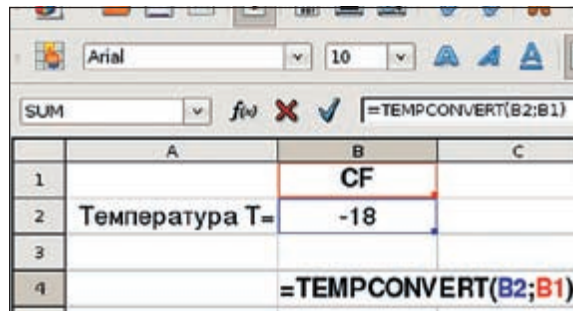 Arial 10
SUM f(x) =TEMPCONVERT(B2;B1)
A B C
1 CF
2 Температура T= -18
3
4 =TEMPCONVERT(B2;B1)